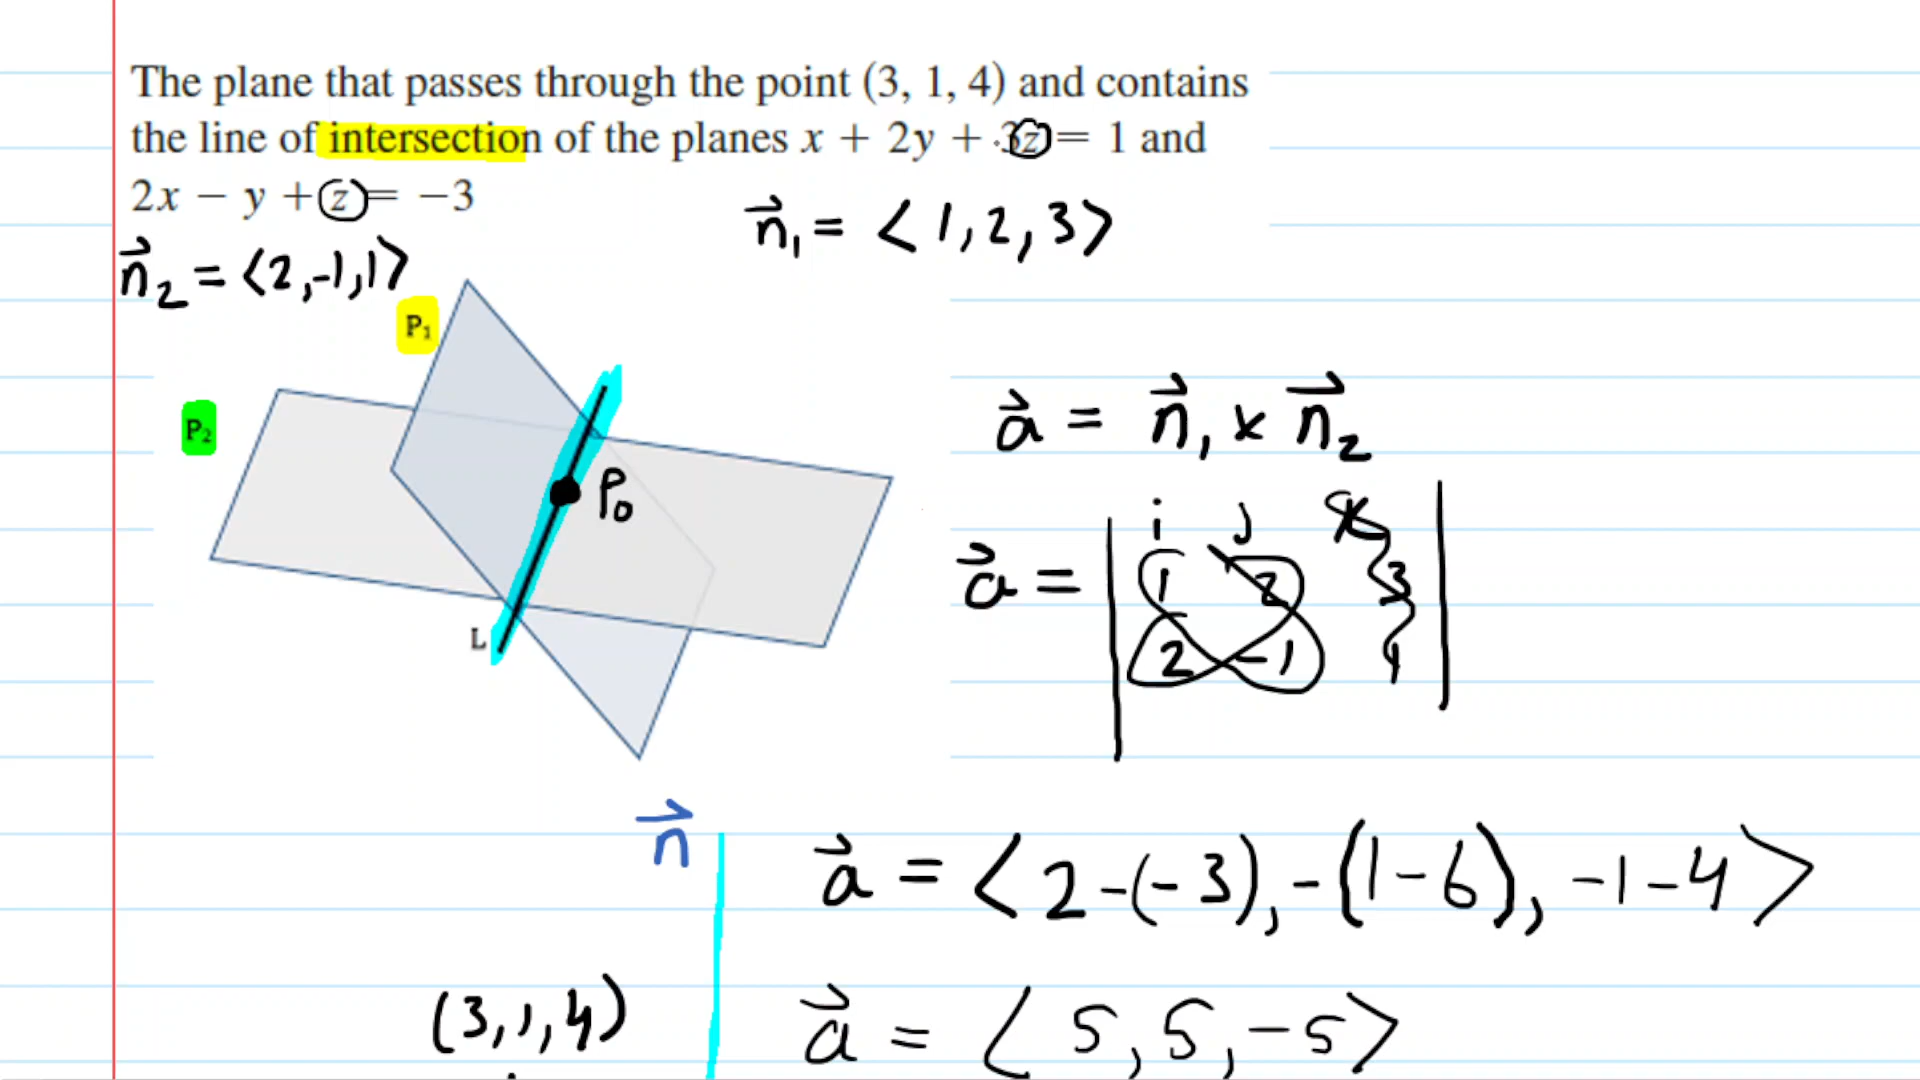 The plane that passes through the point (3, 1, 4) and contains
the line of intersection of the planes x + 2y + 3z = 1 and
2x − y + z = −3
n⃗₁ = ⟨1, 2, 3⟩
n⃗₂ = ⟨2, -1, 1⟩
P₁
P₂
P₀
L
a⃗ = n⃗₁ × n⃗₂
a⃗ = | i j k
1 2 3
2 -1 1 |
n⃗
a⃗ = ⟨2-(-3), -(1-6), -1-4⟩
(3,1,4)
a⃗ = ⟨5, 5, -5⟩